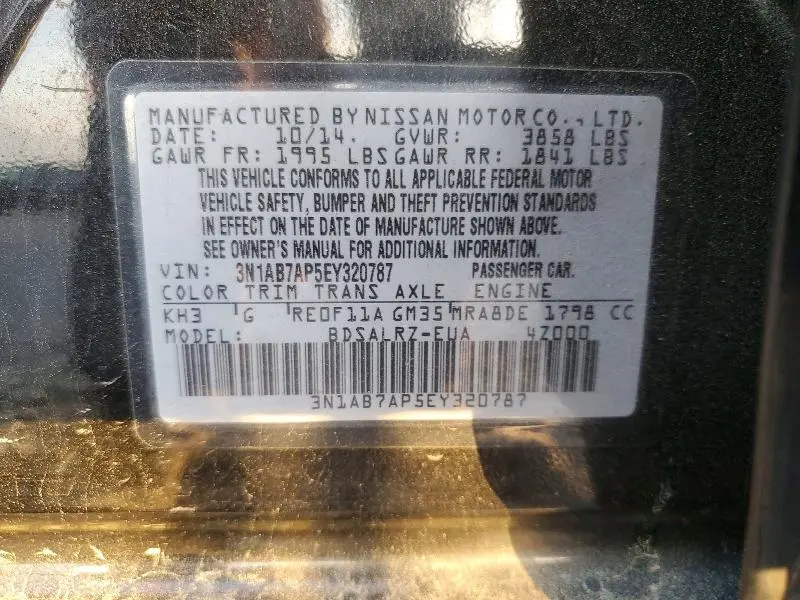 MANUFACTURED BY NISSAN MOTOR CO., LTD.
DATE: 10/14. GVWR: 3858 LBS
GAWR FR: 1995 LBS GAWR RR: 1841 LBS
THIS VEHICLE CONFORMS TO ALL APPLICABLE FEDERAL MOTOR
VEHICLE SAFETY, BUMPER AND THEFT PREVENTION STANDARDS
IN EFFECT ON THE DATE OF MANUFACTURE SHOWN ABOVE.
SEE OWNER'S MANUAL FOR ADDITIONAL INFORMATION.
VIN: 3N1AB7AP5EY320787 PASSENGER CAR.
COLOR TRIM TRANS AXLE ENGINE
KH3 G RE0F11A GM35 MRA8DE 1798 CC
MODEL: BDSALRZ-EUA 4Z000
3N1AB7AP5EY320787